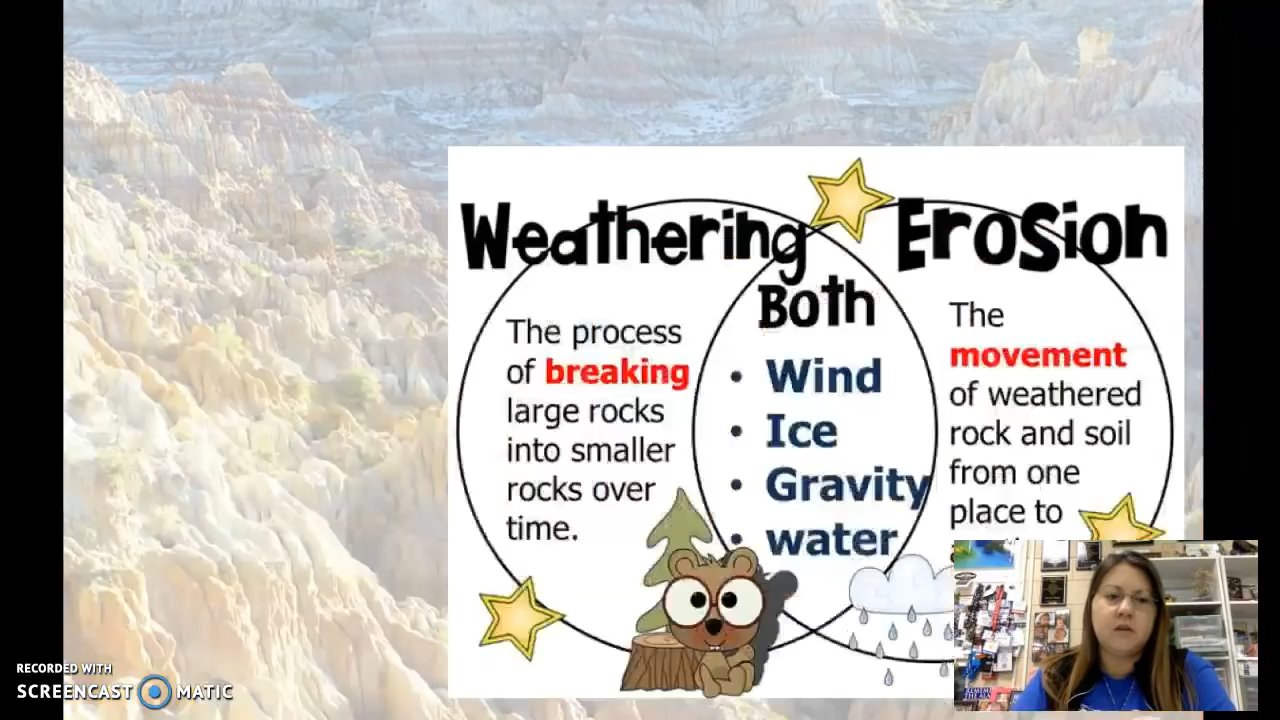 Weathering
Erosion
Both
The process
of breaking
large rocks
into smaller
rocks over
time.
• Wind
• Ice
• Gravity
• water
The
movement
of weathered
rock and soil
from one
place to
RECORDED WITH
SCREENCAST MATIC